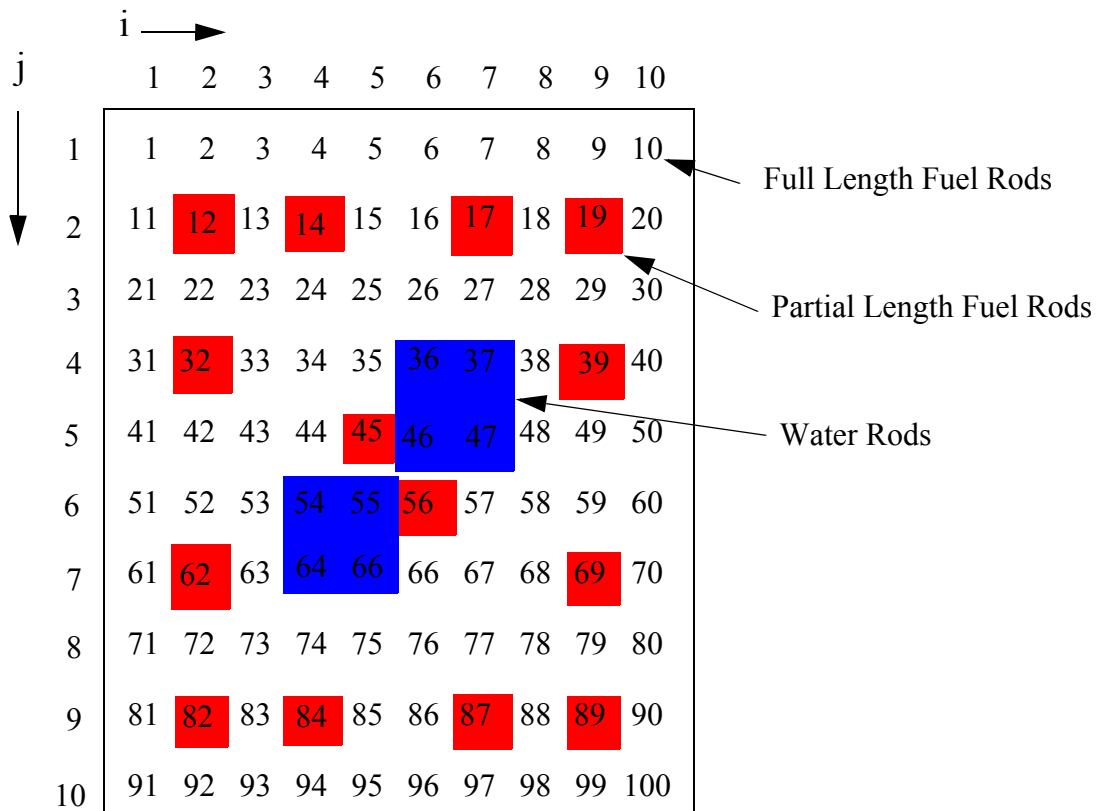 i
j
1 2 3 4 5 6 7 8 9 10
1 1 2 3 4 5 6 7 8 9 10
Full Length Fuel Rods
2 11 12 13 14 15 16 17 18 19 20
3 21 22 23 24 25 26 27 28 29 30
Partial Length Fuel Rods
4 31 32 33 34 35 36 37 38 39 40
5 41 42 43 44 45 46 47 48 49 50
Water Rods
6 51 52 53 54 55 56 57 58 59 60
7 61 62 63 64 66 66 67 68 69 70
8 71 72 73 74 75 76 77 78 79 80
9 81 82 83 84 85 86 87 88 89 90
10 91 92 93 94 95 96 97 98 99 100